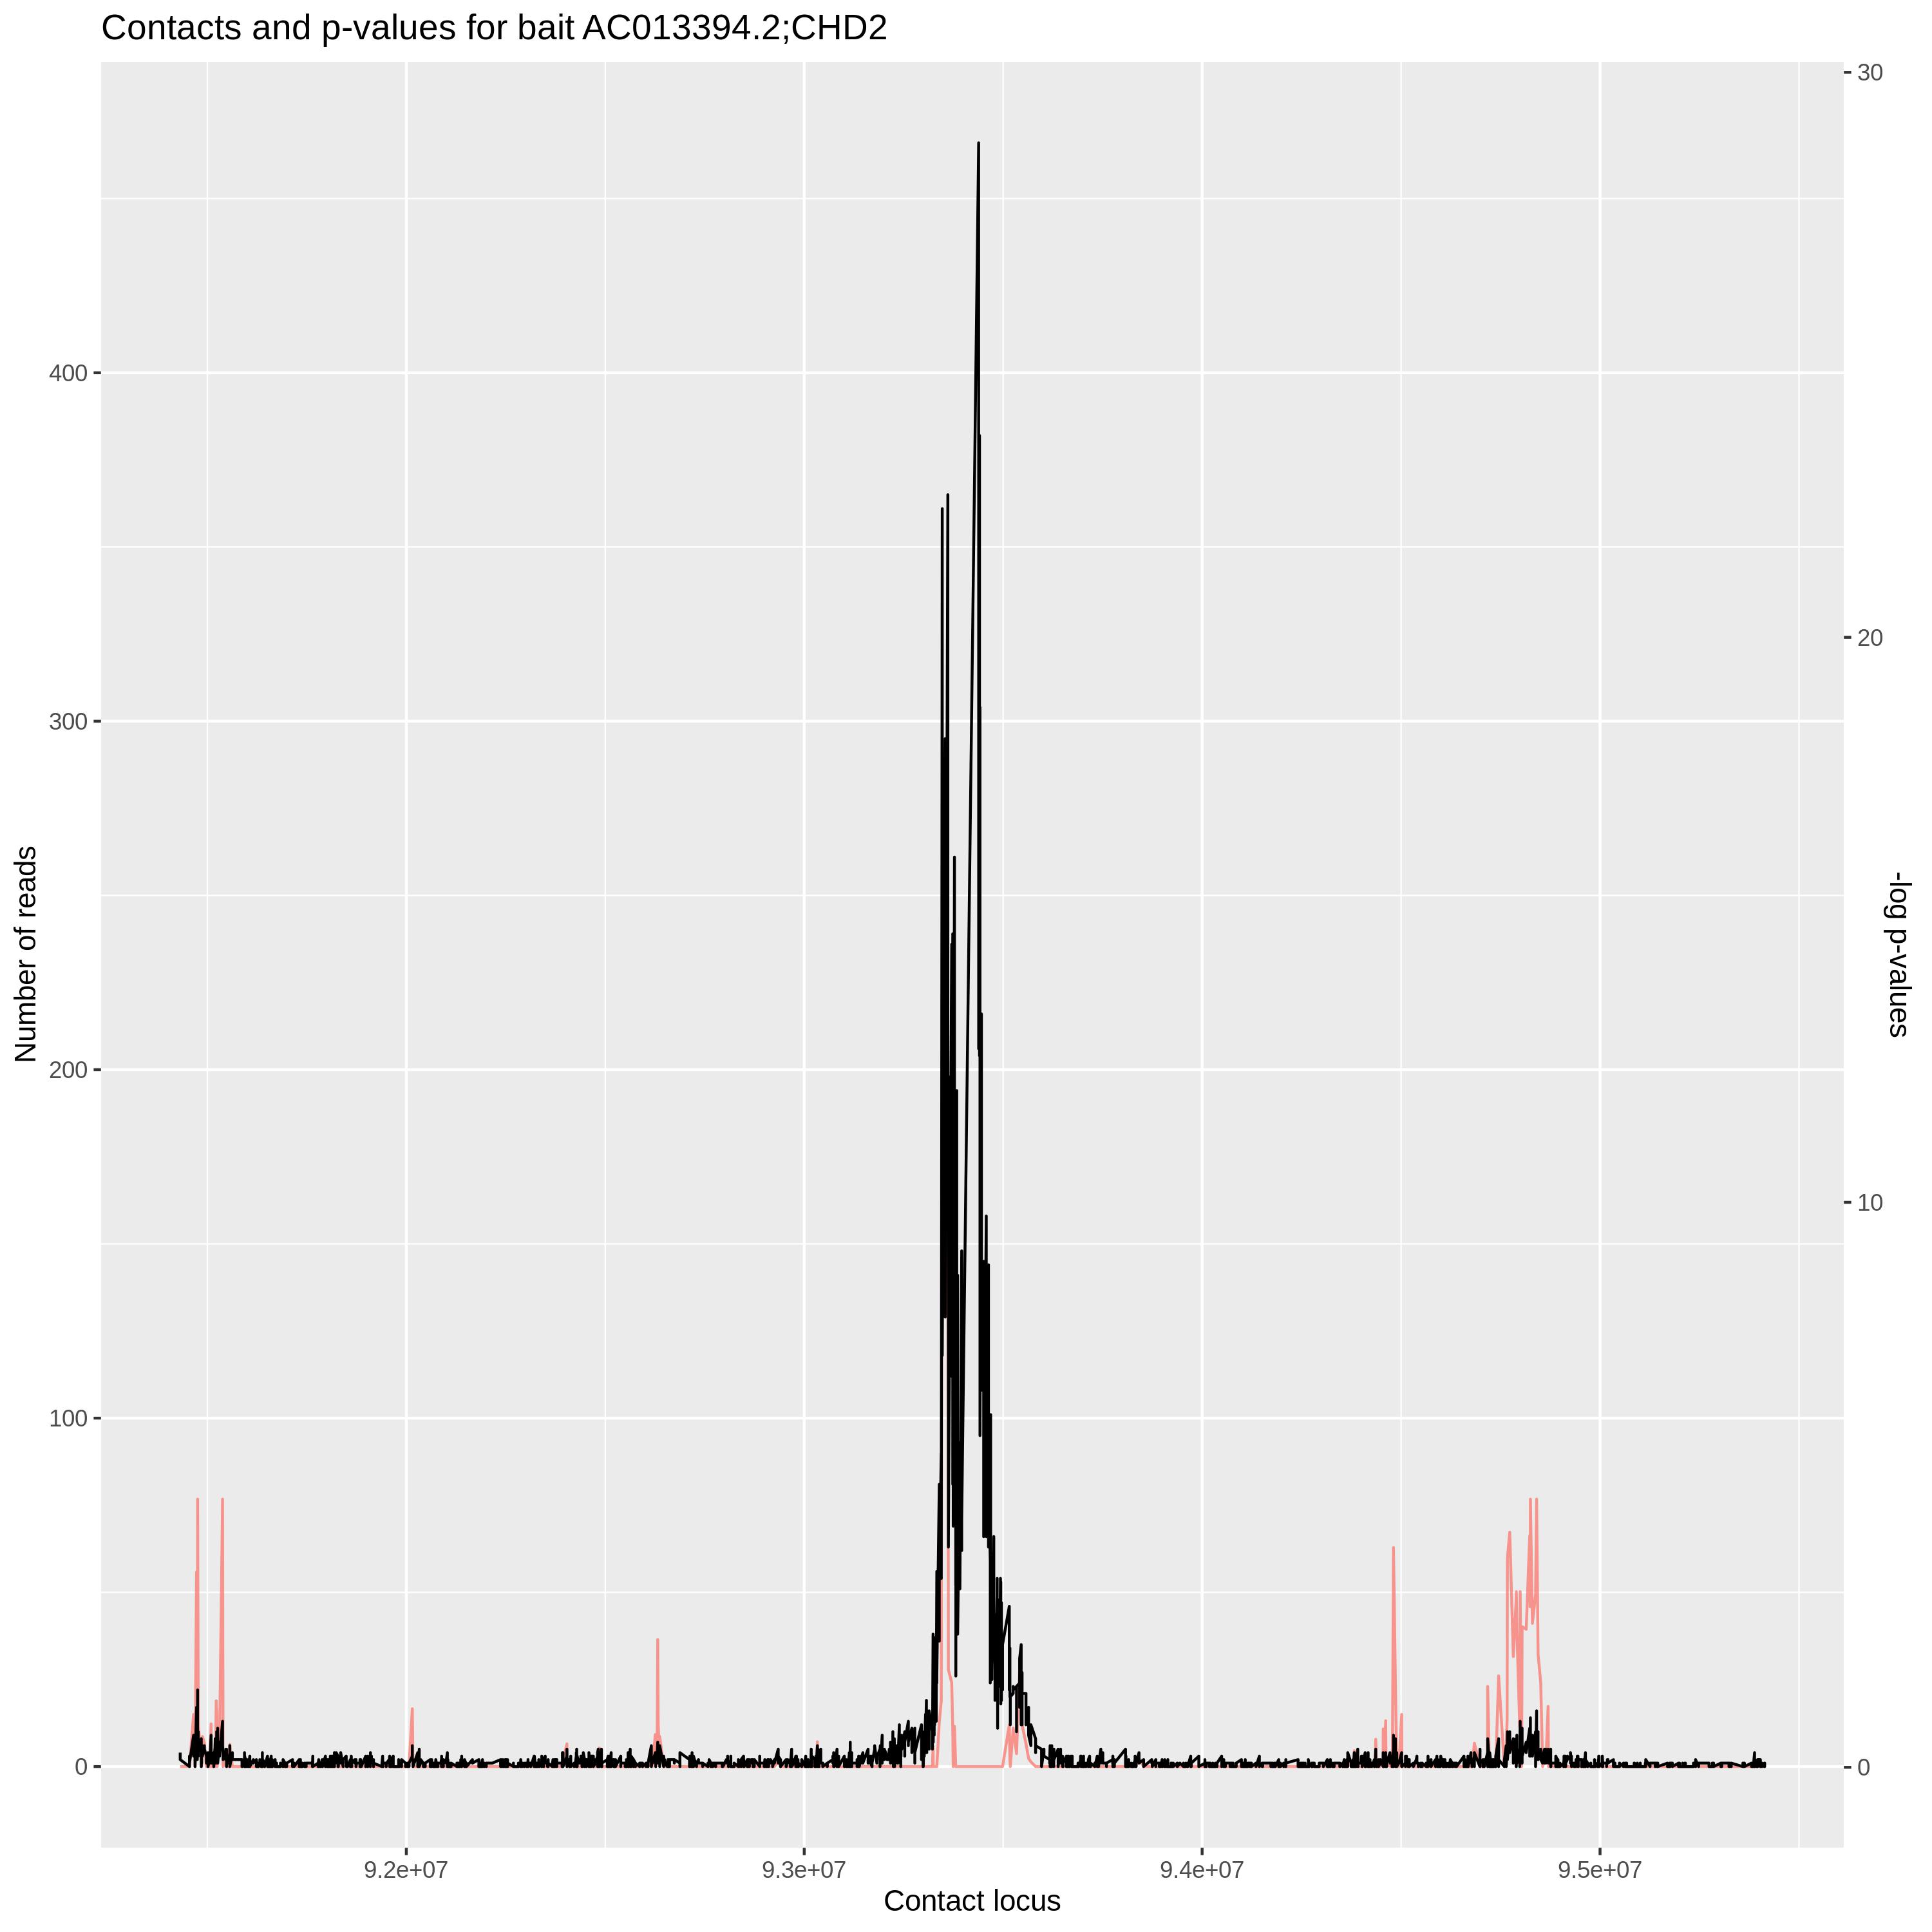 Contacts and p-values for bait AC013394.2;CHD2
30
400
20
300
Number of reads
-log p-values
200
10
100
0
0
9.2e+07
9.3e+07
9.4e+07
9.5e+07
Contact locus